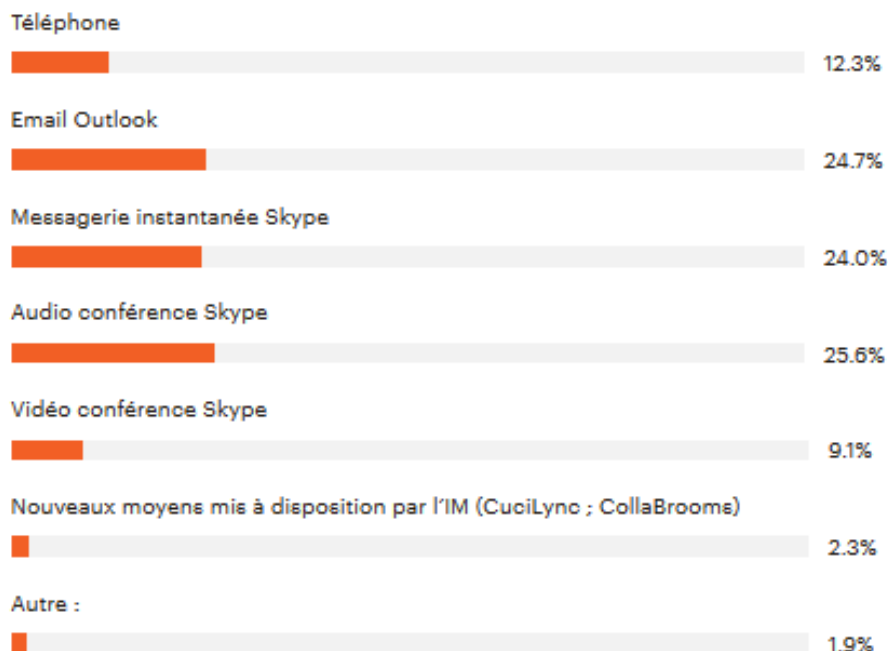 Téléphone
12.3%
Email Outlook
24.7%
Messagerie instantanée Skype
24.0%
Audio conférence Skype
25.6%
Vidéo conférence Skype
9.1%
Nouveaux moyens mis à disposition par l'IM (CuciLync ; CollaBrooms)
2.3%
Autre :
1.9%